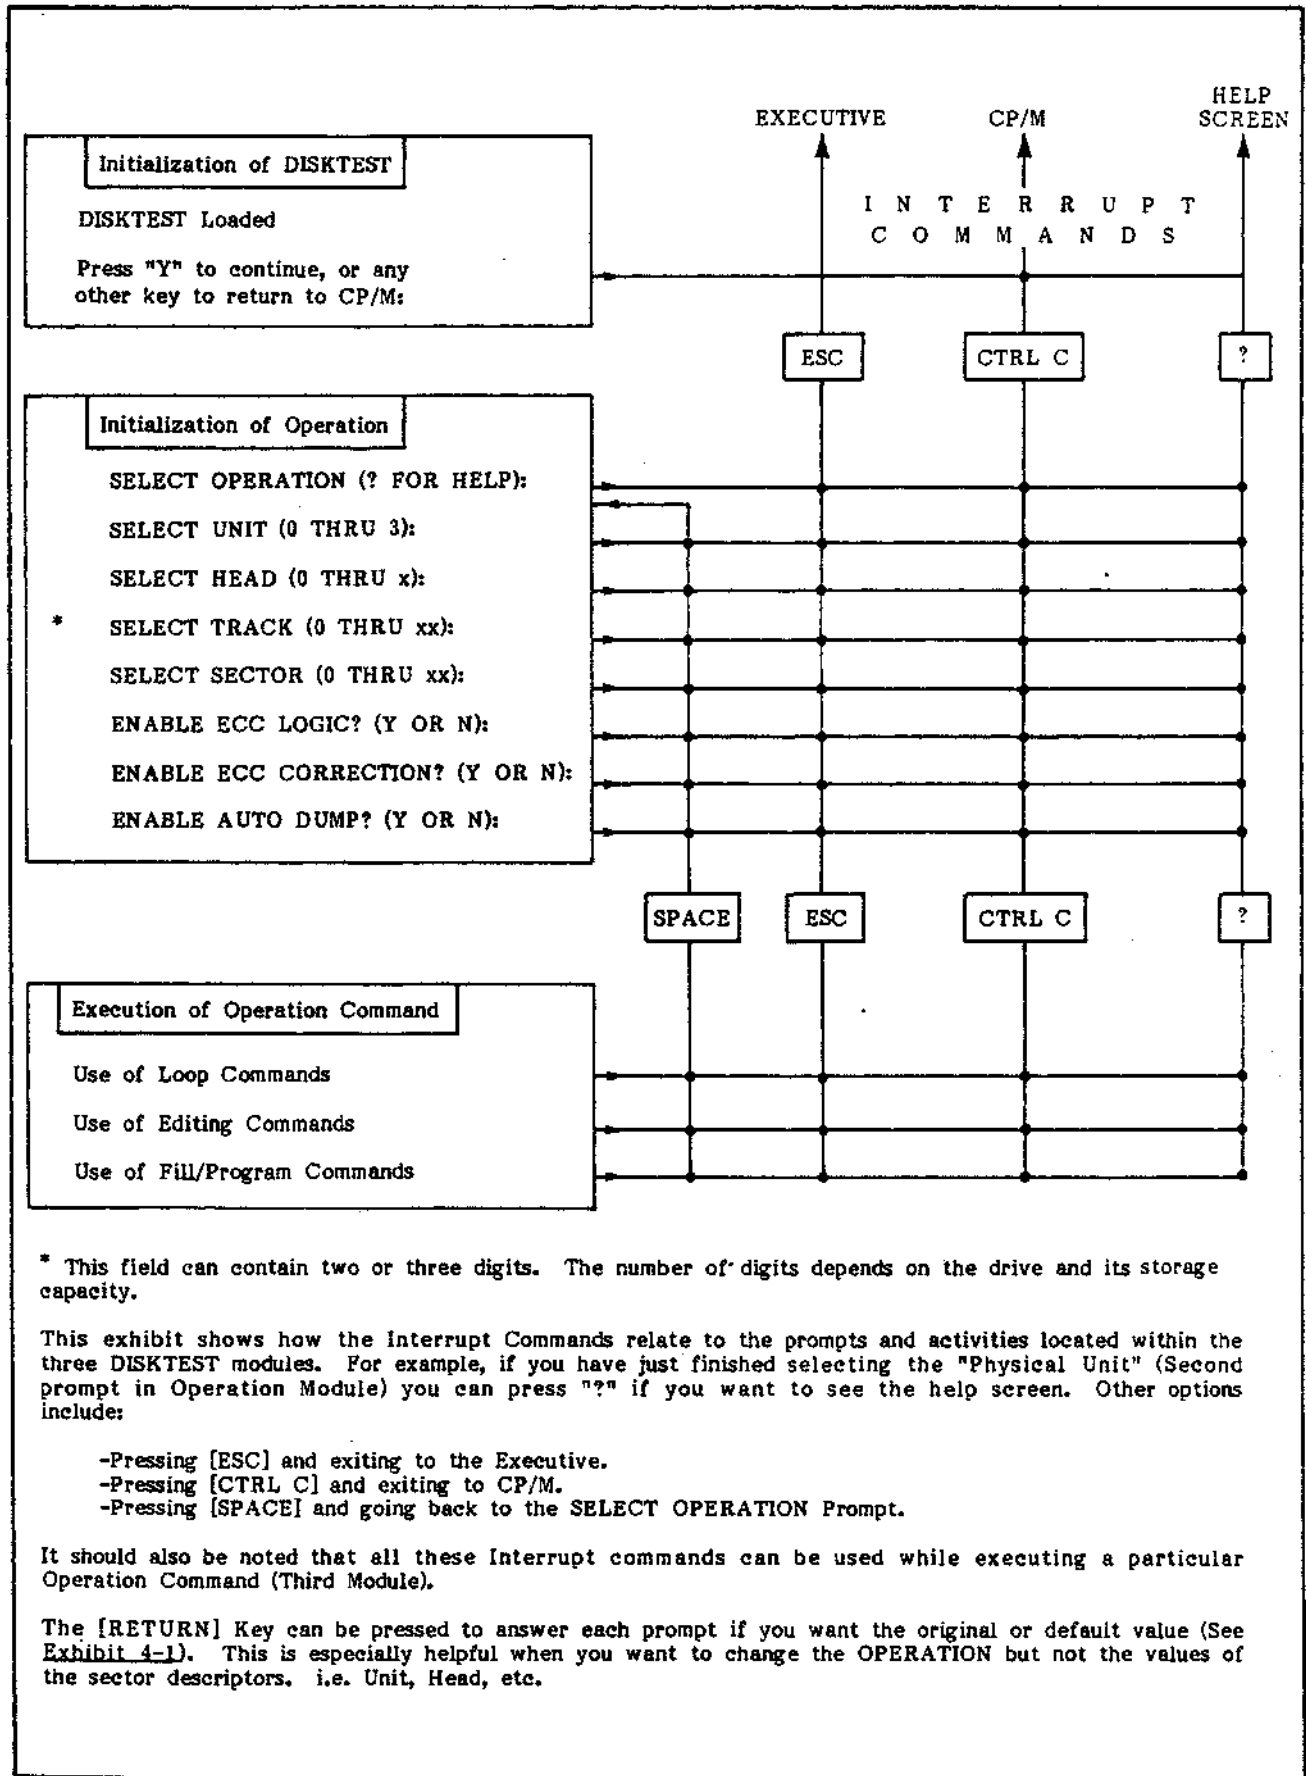 EXECUTIVE
CP/M
HELP
SCREEN
Initialization of DISKTEST
DISKTEST Loaded
Press "Y" to continue, or any
other key to return to CP/M:
I N T E R R U P T
C O M M A N D S
ESC
CTRL C
?
Initialization of Operation
SELECT OPERATION (? FOR HELP):
SELECT UNIT (0 THRU 3):
SELECT HEAD (0 THRU x):
* SELECT TRACK (0 THRU xx):
SELECT SECTOR (0 THRU xx):
ENABLE ECC LOGIC? (Y OR N):
ENABLE ECC CORRECTION? (Y OR N):
ENABLE AUTO DUMP? (Y OR N):
SPACE
ESC
CTRL C
?
Execution of Operation Command
Use of Loop Commands
Use of Editing Commands
Use of Fill/Program Commands
* This field can contain two or three digits. The number of digits depends on the drive and its storage
capacity.
This exhibit shows how the Interrupt Commands relate to the prompts and activities located within the
three DISKTEST modules. For example, if you have just finished selecting the "Physical Unit" (Second
prompt in Operation Module) you can press "?" if you want to see the help screen. Other options
include:
-Pressing [ESC] and exiting to the Executive.
-Pressing [CTRL C] and exiting to CP/M.
-Pressing [SPACE] and going back to the SELECT OPERATION Prompt.
It should also be noted that all these Interrupt commands can be used while executing a particular
Operation Command (Third Module).
The [RETURN] Key can be pressed to answer each prompt if you want the original or default value (See
Exhibit 4-1). This is especially helpful when you want to change the OPERATION but not the values of
the sector descriptors. i.e. Unit, Head, etc.